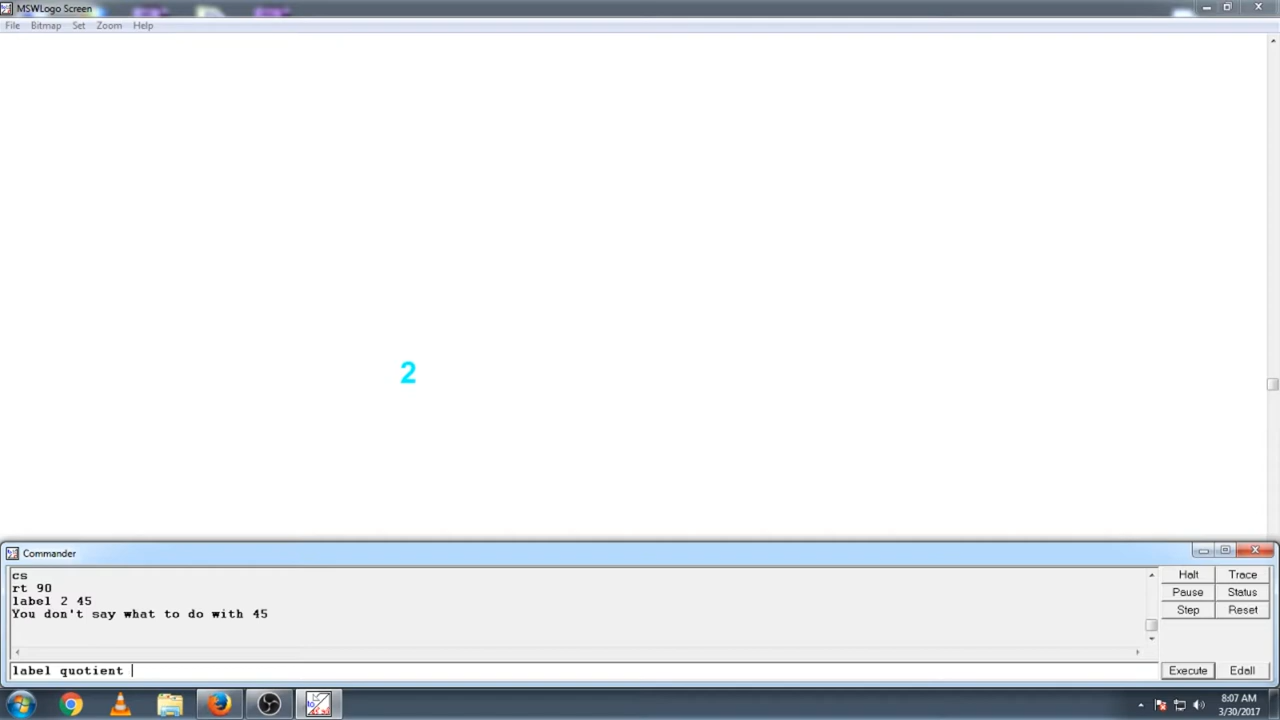 MSWLogo Screen
File Bitmap Set Zoom Help
2
Commander
cs
rt 90
label 2 45
You don't say what to do with 45
label quotient
Halt Trace
Pause Status
Step Reset
Execute Edall
8:07 AM
3/30/2017